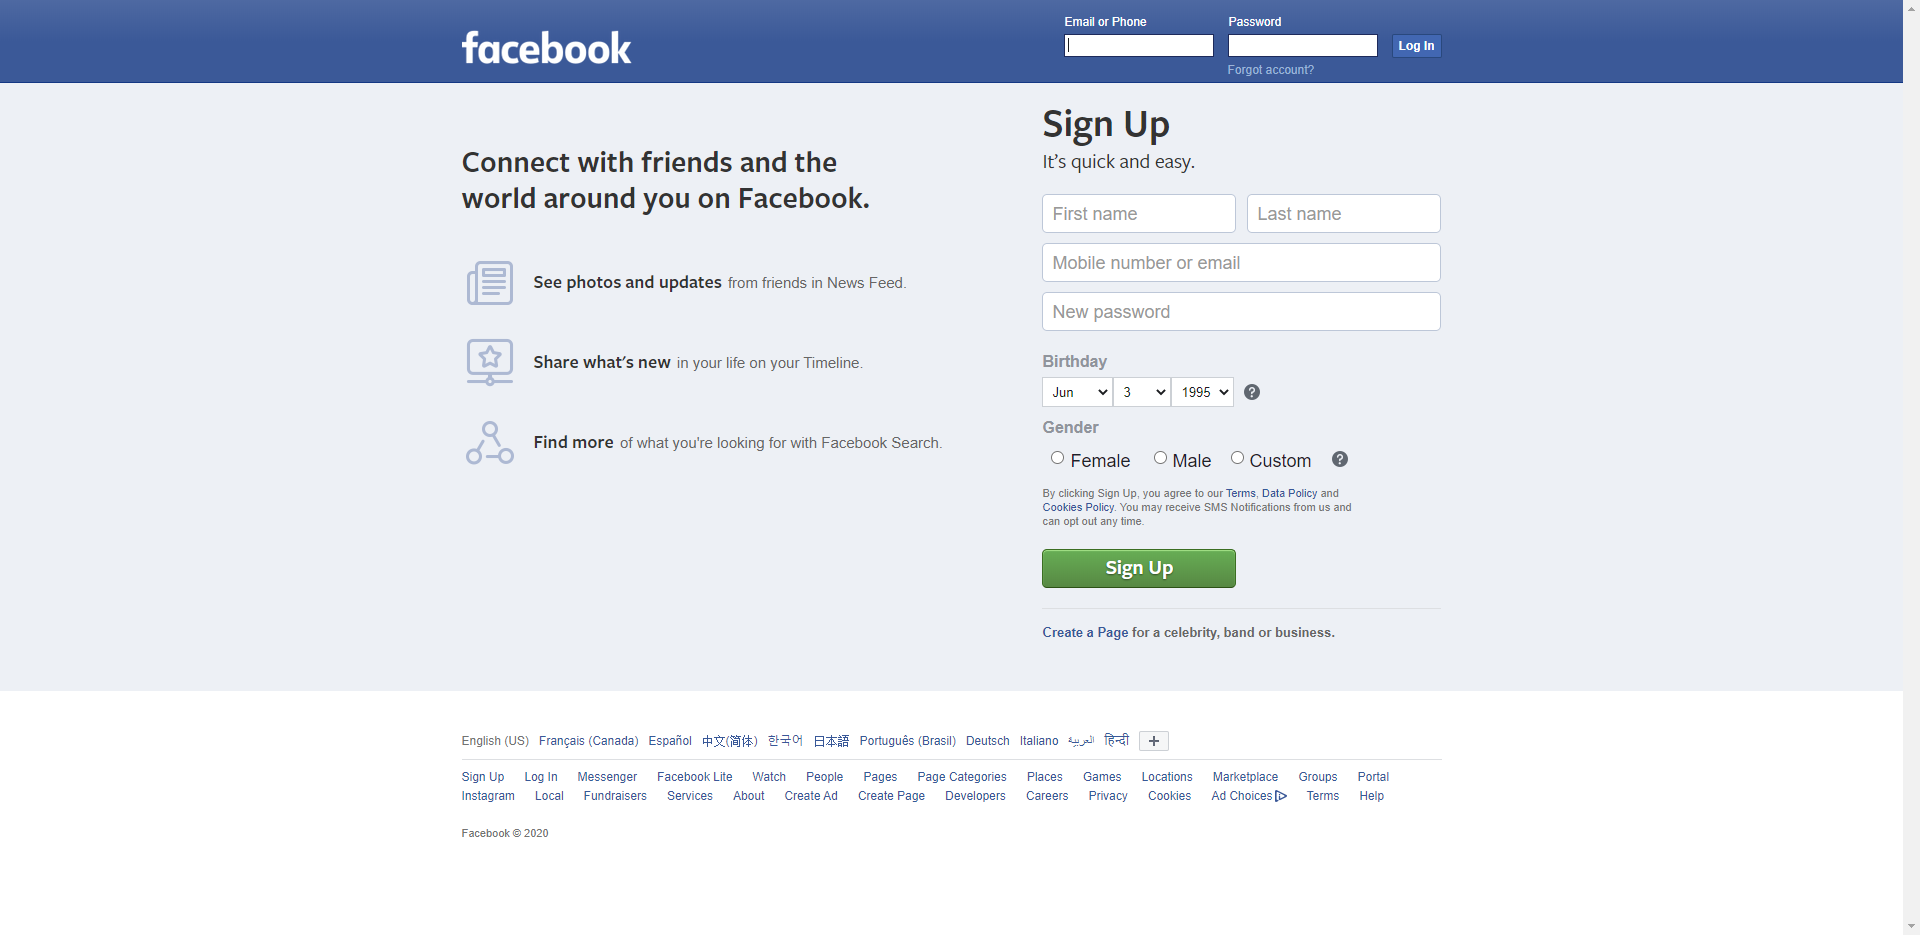 facebook
Email or Phone
Password
Log In
Forgot account?
Connect with friends and the
world around you on Facebook.
See photos and updates from friends in News Feed.
Share what's new in your life on your Timeline.
Find more of what you're looking for with Facebook Search.
Sign Up
It’s quick and easy.
First name Last name
Mobile number or email
New password
Birthday
Jun 3 1995 ?
Gender
Female Male Custom ?
By clicking Sign Up, you agree to our Terms, Data Policy and
Cookies Policy. You may receive SMS Notifications from us and
can opt out any time.
Sign Up
Create a Page for a celebrity, band or business.
English (US) Français (Canada) Español 中文(简体) 한국어 日本語 Português (Brasil) Deutsch Italiano العربية हिन्दी +
Sign Up Log In Messenger Facebook Lite Watch People Pages Page Categories Places Games Locations Marketplace Groups Portal
Instagram Local Fundraisers Services About Create Ad Create Page Developers Careers Privacy Cookies Ad Choices Terms Help
Facebook © 2020